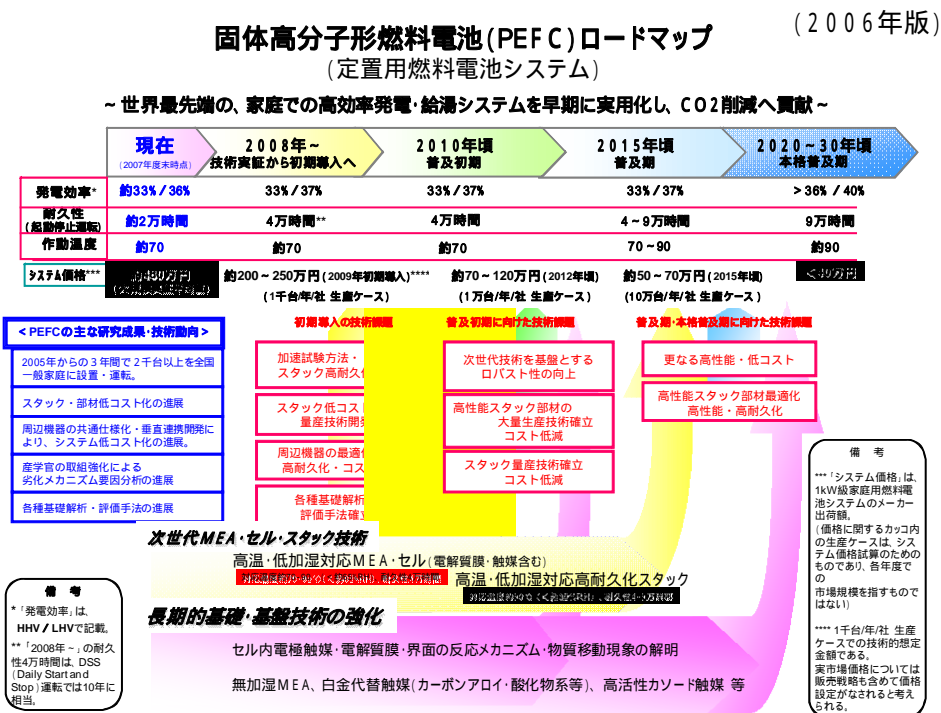 (2006年版)
固体高分子形燃料電池(PEFC)ロードマップ
(定置用燃料電池システム)
~世界最先端の、家庭での高効率発電・給湯システムを早期に実用化し、CO2削減へ貢献~
現在
(2007年度末時点)
2008年~
技術実証から初期導入へ
2010年頃
普及初期
2015年頃
普及期
2020~30年頃
本格普及期
発電効率*
約33% / 36%
33% / 37%
33% / 37%
33% / 37%
>36% / 40%
耐久性
(起動停止運転)
約2万時間
4万時間**
4万時間
4~9万時間
9万時間
作動温度
約70
約70
約70
70~90
約90
システム価格***
約480万円
約200~250万円(2009年初期導入)****
(1千台/年/社 生産ケース)
約70~120万円(2012年頃)
(1万台/年/社 生産ケース)
約50~70万円(2015年頃)
(10万台/年/社 生産ケース)
<40万円
<PEFCの主な研究成果・技術動向>
2005年からの3年間で2千台以上を全国
一般家庭に設置・運転。
スタック・部材低コスト化の進展
周辺機器の共通仕様化・垂直連携開発に
より、システム低コスト化の進展。
産学官の取組強化による
劣化メカニズム要因分析の進展
各種基礎解析・評価手法の進展
初期導入の技術課題
加速試験方法・
スタック高耐久
スタック低コス
量産技術開
周辺機器の最適
高耐久化・コス
各種基礎解析
評価手法確
普及初期に向けた技術課題
次世代技術を基盤とする
ロバスト性の向上
高性能スタック部材の
大量生産技術確立
コスト低減
スタック量産技術確立
コスト低減
普及期・本格普及期に向けた技術課題
更なる高性能・低コスト
高性能スタック部材最適化
高性能・高耐久化
次世代MEA・セル・スタック技術
高温・低加湿対応MEA・セル(電解質膜・触媒含む)
高温・低加湿対応高耐久化スタック
長期的基礎・基盤技術の強化
セル内電極触媒・電解質膜・界面の反応メカニズム・物質移動現象の解明
無加湿MEA、白金代替触媒(カーボンアロイ・酸化物系等)、高活性カソード触媒 等
備 考
*「発電効率」は、
HHV/LHVで記載。
**「2008年~」の耐久
性4万時間は、DSS
(Daily Start and
Stop)運転では10年に
相当。
備 考
***「システム価格」は、
1kW級家庭用燃料電
池システムのメーカー
出荷額。
(価格に関するカッコ内
の生産ケースは、シス
テム価格試算のための
ものであり、各年度で
の
市場規模を指すもので
はない)
**** 1千台/年/社 生産
ケースでの技術的想定
金額である。
実市場価格については
販売戦略も含めて価格
設定がなされると考え
られる。